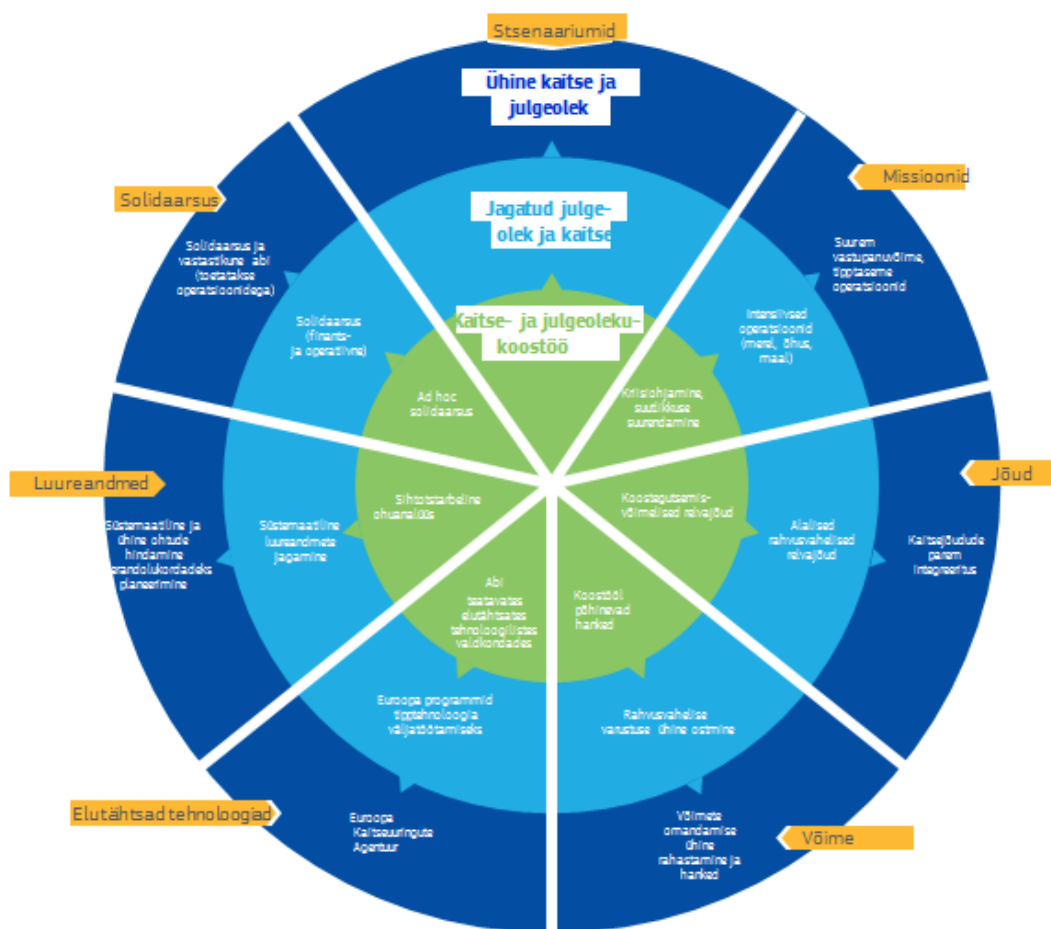 Stsenaariumid
Ühine kaitse ja
julgeolek
Jagatud julge-
olek ja kaitse
Kaitse- ja julgeoleku-
koostöö
Missioonid
Suurem
vastupanuvõime,
tipptaseme
operatsioonid
Intensiivsed
operatsioonid
(merel, õhus,
maal)
Kriisiohjamine,
suutlikkuse
suurendamine
Jõud
Kaitsejõudude
parem
integreeritus
Alalised
rahvusvahelised
relvajõud
Koostegutsemis-
võimelised relvajõud
Võime
Võimete
omandamise
ühine
rahastamine ja
hanked
Rahvusvahelise
varustuse ühine ostmine
Koostööl
põhinevad
hanked
Elutähtsad tehnoloogiad
Euroopa
Kaitseuuringute
Agentuur
Euroopa programmid
tipptehnoloogia
väljatöötamiseks
Abi
teatavates
elutähtsates
tehnoloogilistes
valdkondades
Luureandmed
Süstemaatiline ja
ühine ohtude
hindamine
erandolukordadeks
planeerimine
Süstemaatiline
luureandmete
jagamine
Sihtotstarbeline
ohuanalüüs
Solidaarsus
Solidaarsus ja
vastastikune abi
(toetatakse
operatsioonidega)
Solidaarsus
(finants-
ja operatiivne)
Ad hoc
solidaarsus